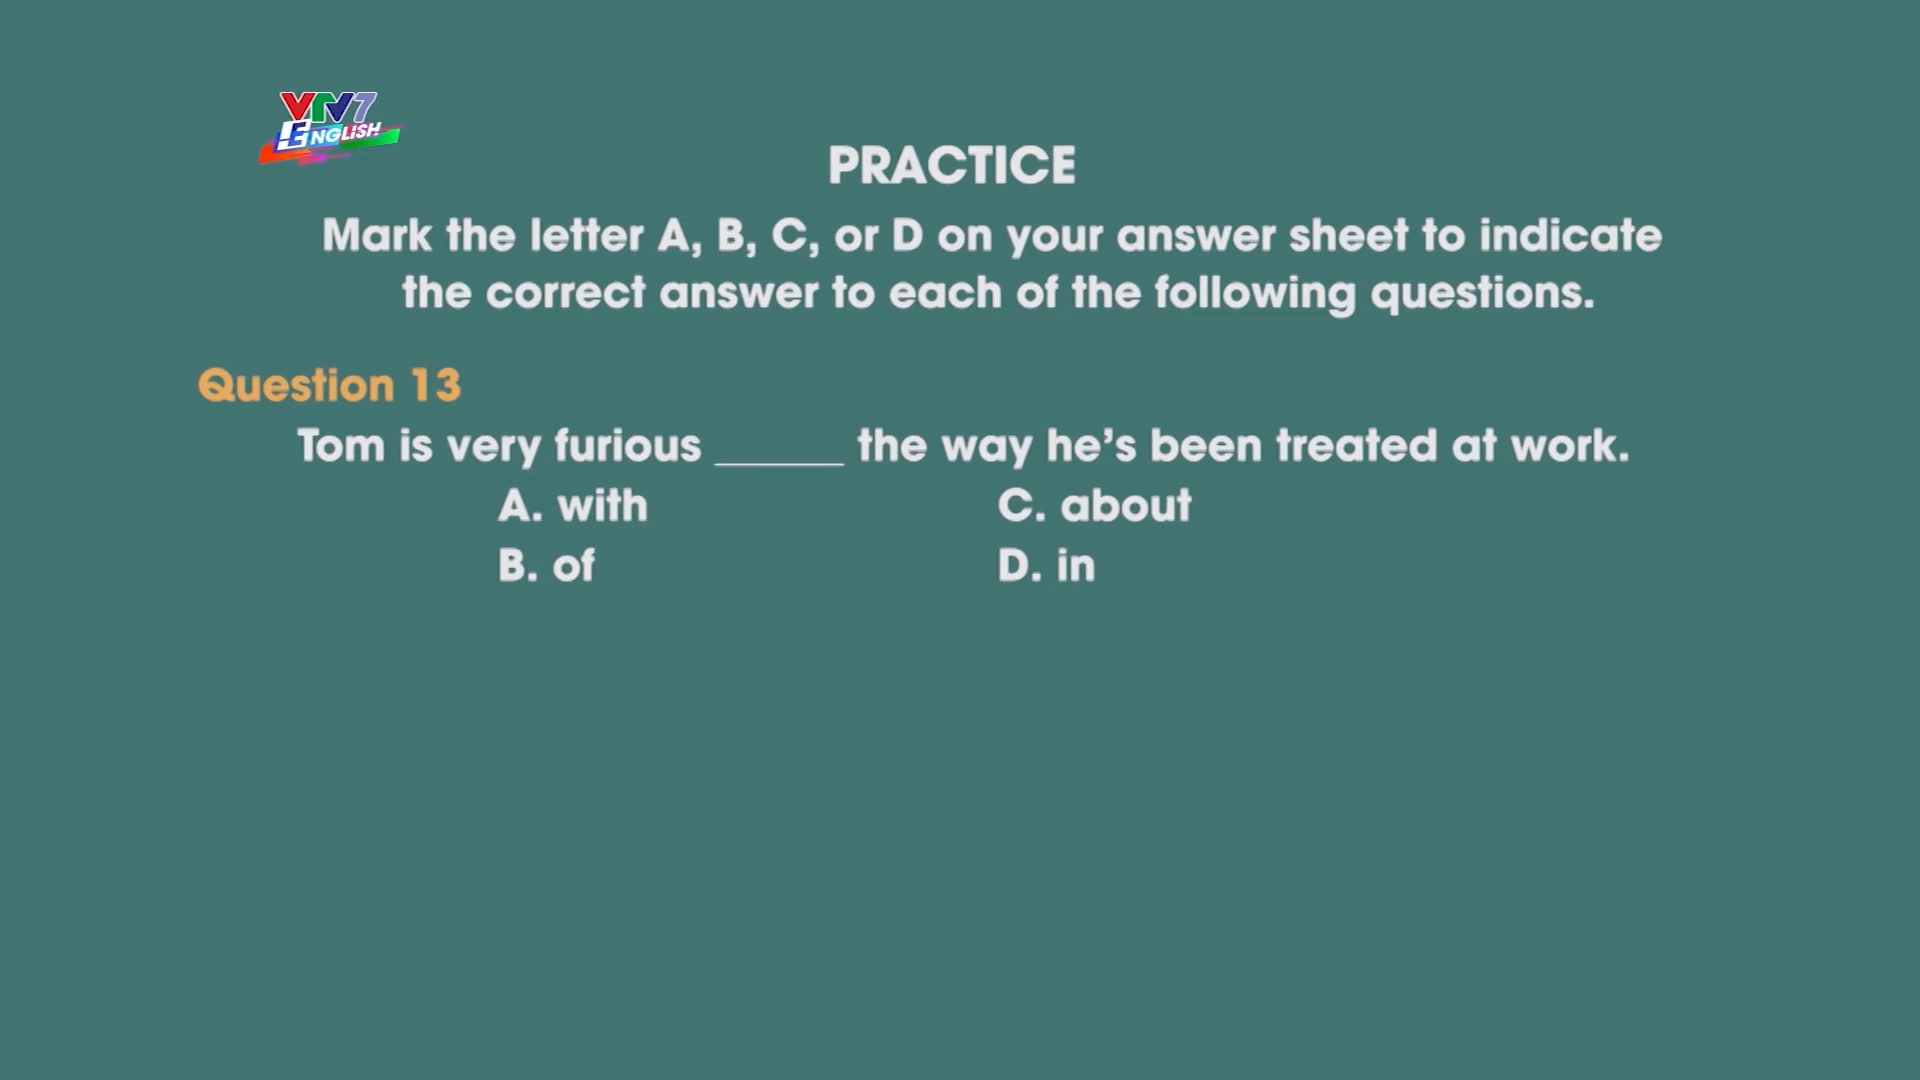 VTV7
ENGLISH
PRACTICE
Mark the letter A, B, C, or D on your answer sheet to indicate
the correct answer to each of the following questions.
Question 13
Tom is very furious ______ the way he’s been treated at work.
A. with C. about
B. of D. in